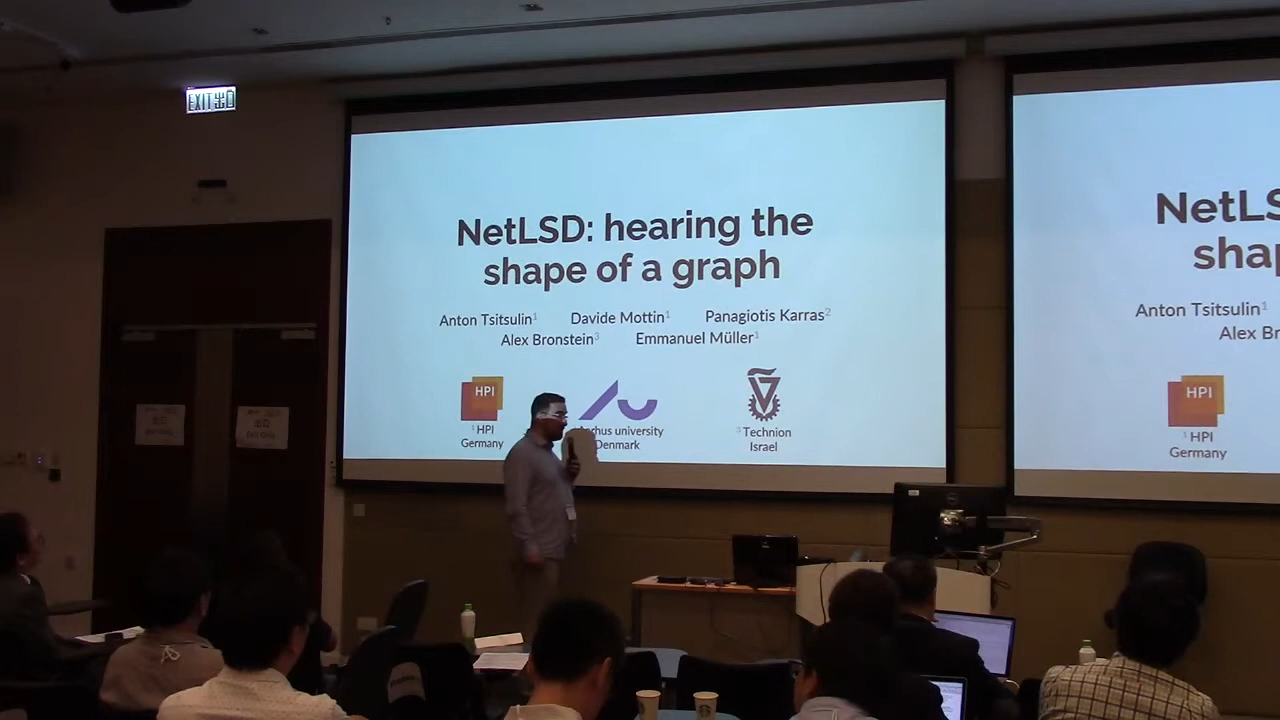 EXIT 出口
NetLSD: hearing the
shape of a graph
Anton Tsitsulin¹ Davide Mottin¹ Panagiotis Karras²
Alex Bronstein³ Emmanuel Müller¹
HPI
¹ HPI
Germany
university
Denmark
³ Technion
Israel
NetLS
shap
Anton Tsitsulin¹
Alex Br
HPI
¹ HPI
Germany